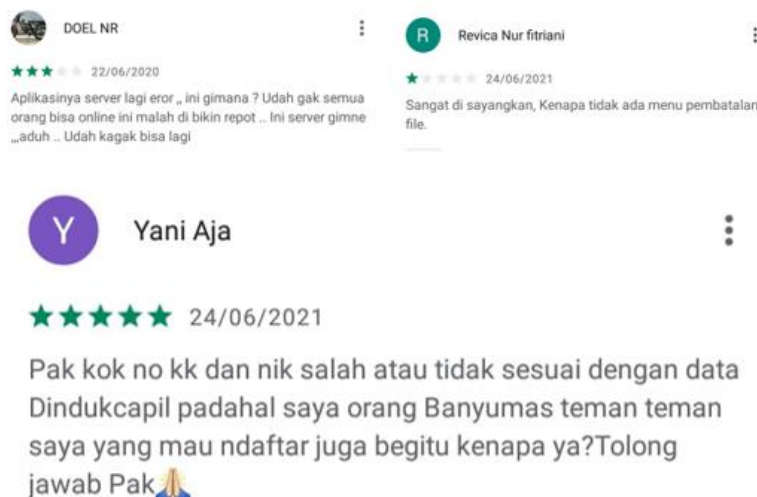 DOEL NR
22/06/2020
Aplikasinya server lagi eror ,, ini gimana ? Udah gak semua
orang bisa online ini malah di bikin repot .. Ini server gimne
,,,aduh .. Udah kagak bisa lagi
R
Revica Nur fitriani
24/06/2021
Sangat di sayangkan, Kenapa tidak ada menu pembatalan
file.
Y
Yani Aja
24/06/2021
Pak kok no kk dan nik salah atau tidak sesuai dengan data
Dindukcapil padahal saya orang Banyumas teman teman
saya yang mau ndaftar juga begitu kenapa ya?Tolong
jawab Pak🙏🏻